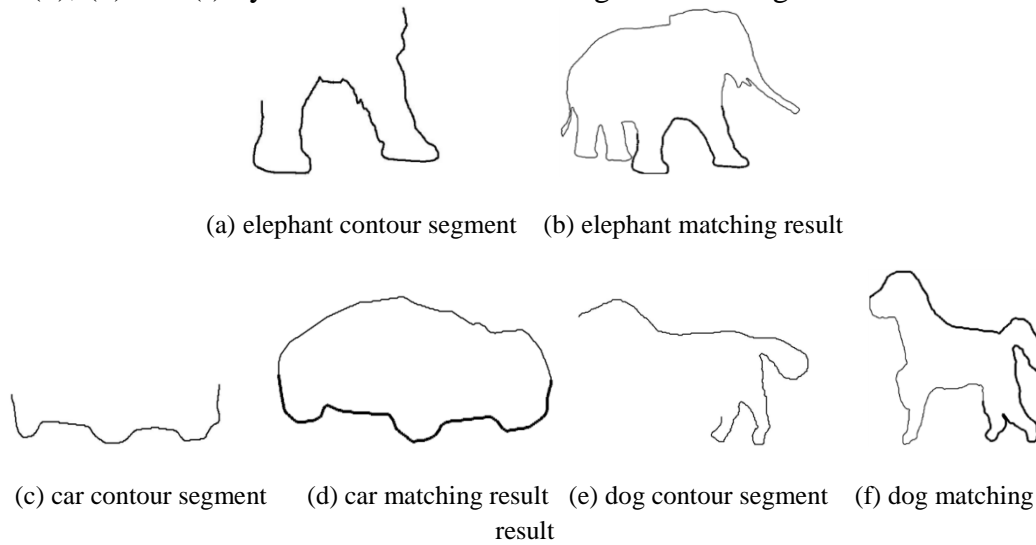 (a) elephant contour segment (b) elephant matching result
(c) car contour segment (d) car matching result (e) dog contour segment (f) dog matching
result